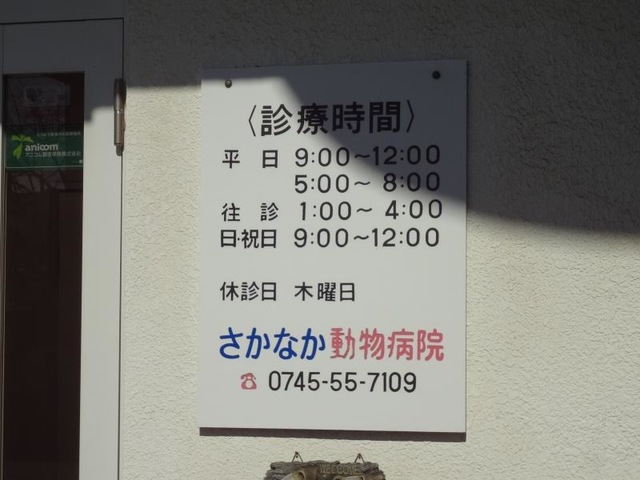 〈診療時間〉
平 日 9:00～12:00
5:00～ 8:00
往 診 1:00～ 4:00
日・祝日 9:00～12:00
休診日 木曜日
さかなか動物病院
☎ 0745-55-7109
anicom
WELCOME